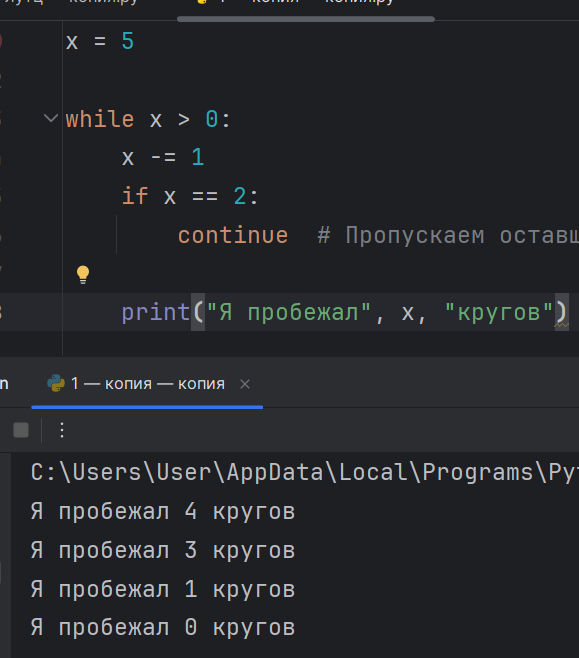 копия.py
x = 5
while x > 0:
x -= 1
if x == 2:
continue # Пропускаем
print("Я пробежал", x, "кругов")
1 — копия — копия
C:\Users\User\AppData\Local\Programs\
Я пробежал 4 кругов
Я пробежал 3 кругов
Я пробежал 1 кругов
Я пробежал 0 кругов